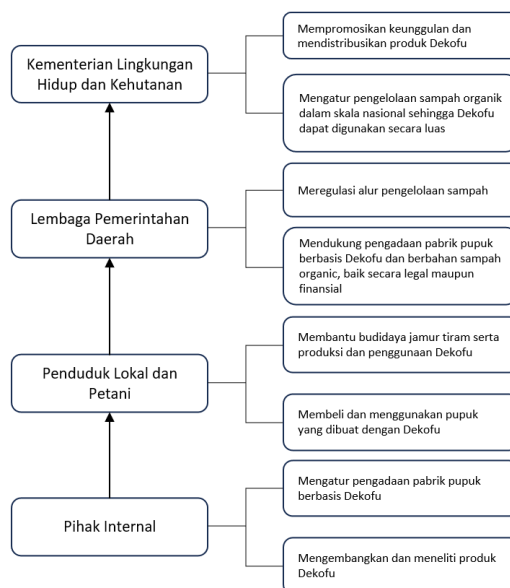 Kementerian Lingkungan
Hidup dan Kehutanan
Mempromosikan keunggulan dan
mendistribusikan produk Dekofu
Mengatur pengelolaan sampah organik
dalam skala nasional sehingga Dekofu
dapat digunakan secara luas
Lembaga Pemerintahan
Daerah
Meregulasi alur pengelolaan sampah
Mendukung pengadaan pabrik pupuk
berbasis Dekofu dan berbahan sampah
organic, baik secara legal maupun
finansial
Penduduk Lokal dan
Petani
Membantu budidaya jamur tiram serta
produksi dan penggunaan Dekofu
Membeli dan menggunakan pupuk
yang dibuat dengan Dekofu
Pihak Internal
Mengatur pengadaan pabrik pupuk
berbasis Dekofu
Mengembangkan dan meneliti produk
Dekofu